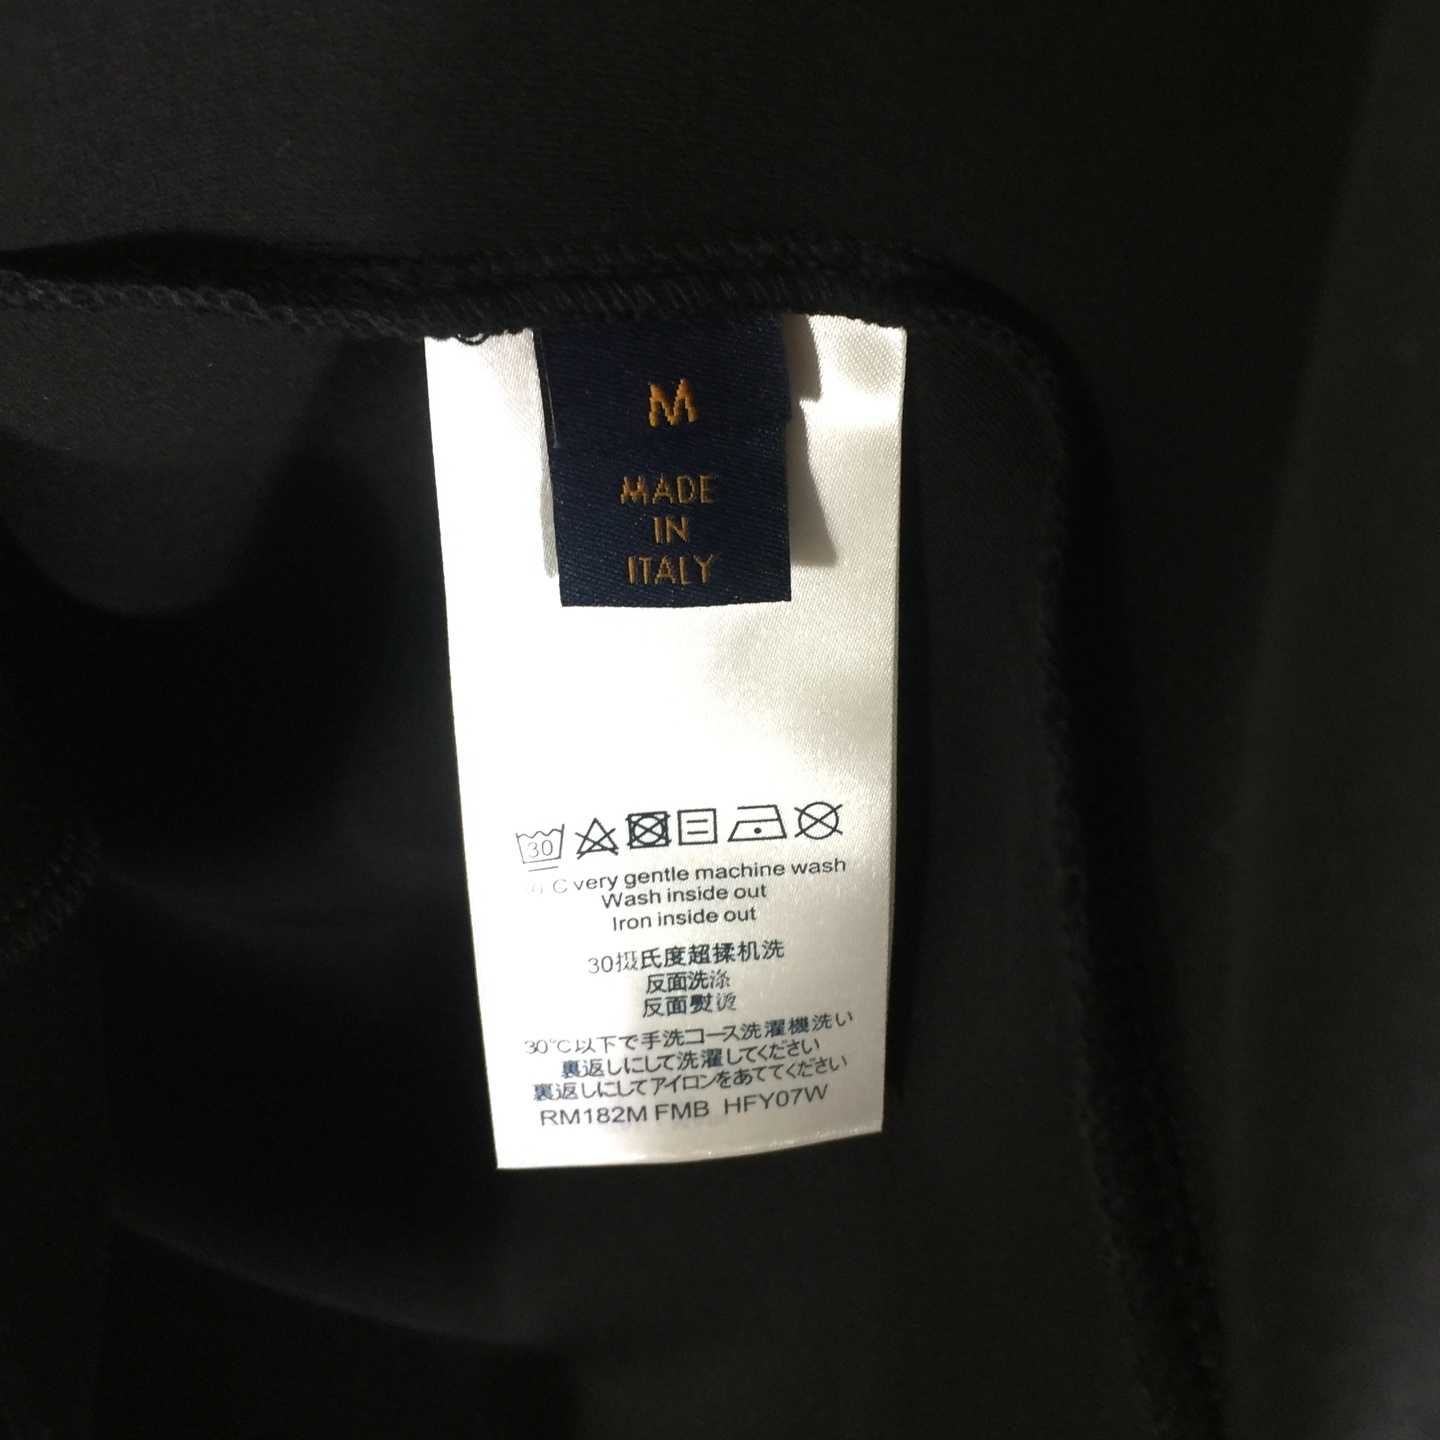 M
MADE
IN
ITALY
30
C very gentle machine wash
Wash inside out
Iron inside out
30摄氏度超揉机洗
反面洗涤
反面熨烫
30℃以下で手洗コース洗濯機洗い
裏返しにして洗濯してください
裏返しにしてアイロンをあててください
RM182M FMB HFY07W